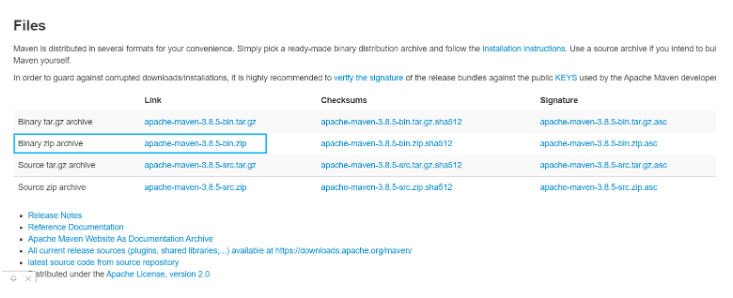 Files
Maven is distributed in several formats for your convenience. Simply pick a ready-made binary distribution archive and follow the installation instructions. Use a source archive if you intend to bui
Maven yourself.
In order to guard against corrupted downloads/installations, it is highly recommended to verify the signature of the release bundles against the public KEYS used by the Apache Maven developer
Link Checksums Signature
Binary tar.gz archive apache-maven-3.8.5-bin.tar.gz apache-maven-3.8.5-bin.tar.gz.sha512 apache-maven-3.8.5-bin.tar.gz.asc
Binary zip archive apache-maven-3.8.5-bin.zip apache-maven-3.8.5-bin.zip.sha512 apache-maven-3.8.5-bin.zip.asc
Source tar.gz archive apache-maven-3.8.5-src.tar.gz apache-maven-3.8.5-src.tar.gz.sha512 apache-maven-3.8.5-src.tar.gz.asc
Source zip archive apache-maven-3.8.5-src.zip apache-maven-3.8.5-src.zip.sha512 apache-maven-3.8.5-src.zip.asc
Release Notes
Reference Documentation
Apache Maven Website As Documentation Archive
All current release sources (plugins, shared libraries,...) available at https://downloads.apache.org/maven/
latest source code from source repository
istributed under the Apache License, version 2.0